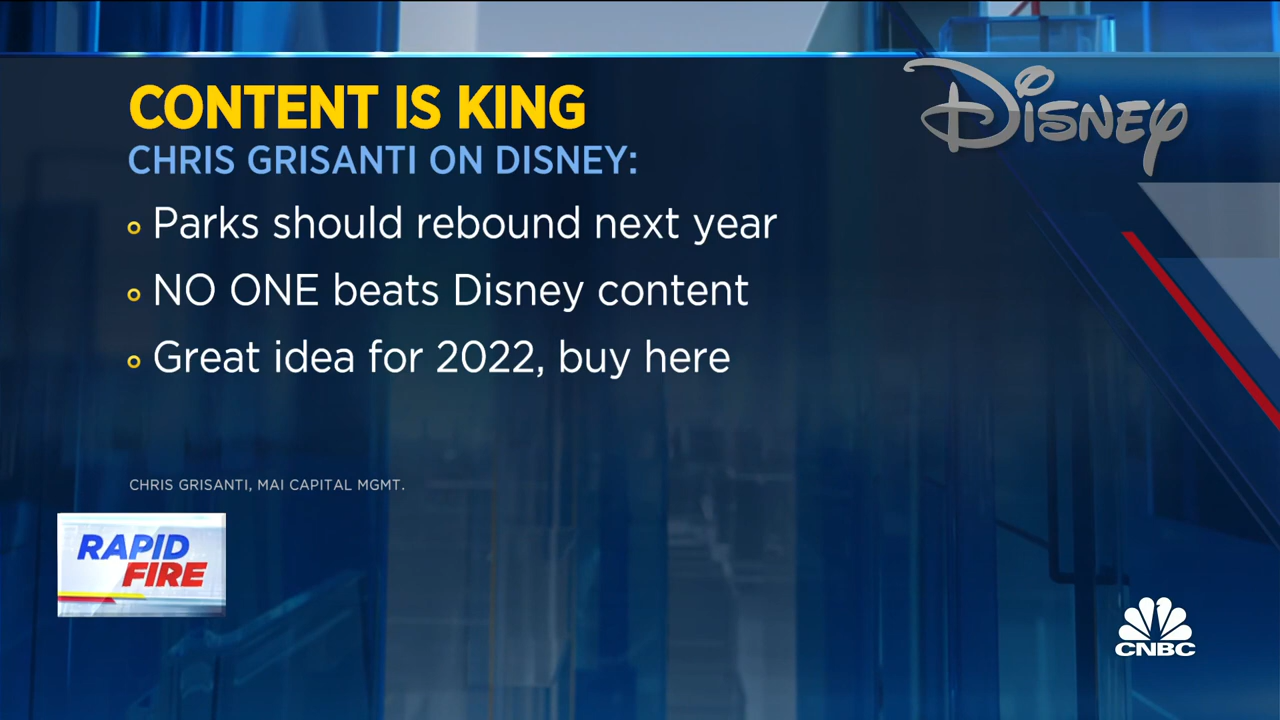 CONTENT IS KING
Disney
CHRIS GRISANTI ON DISNEY:
Parks should rebound next year
NO ONE beats Disney content
Great idea for 2022, buy here
CHRIS GRISANTI, MAI CAPITAL MGMT.
RAPID
FIRE
CNBC